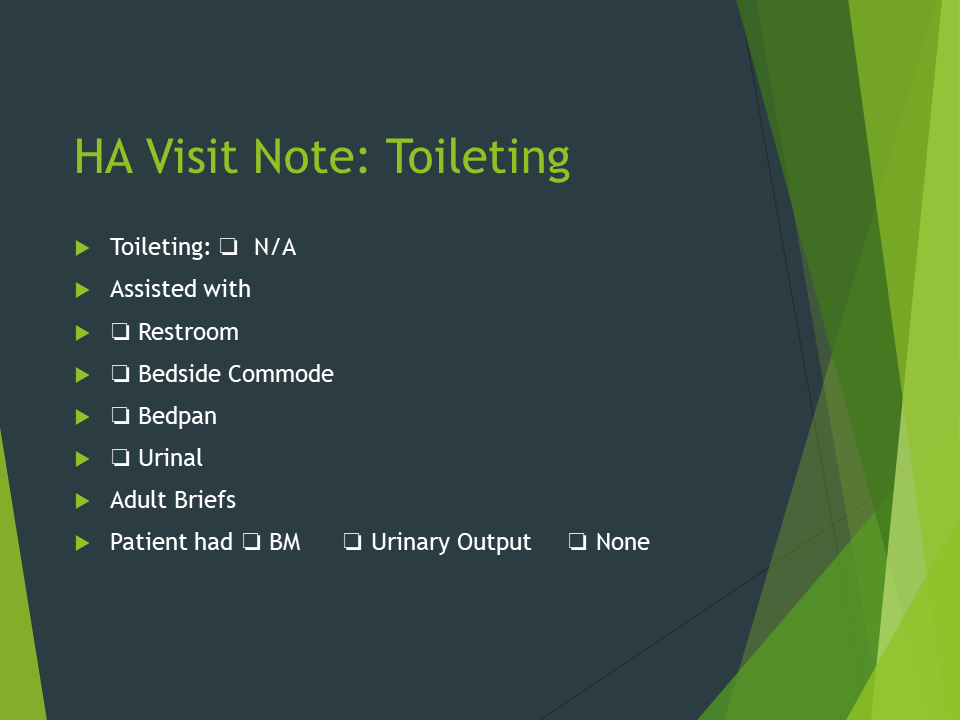 HA Visit Note: Toileting
Toileting: ❏ N/A
Assisted with
❏ Restroom
❏ Bedside Commode
❏ Bedpan
❏ Urinal
Adult Briefs
Patient had ❏ BM ❏ Urinary Output ❏ None